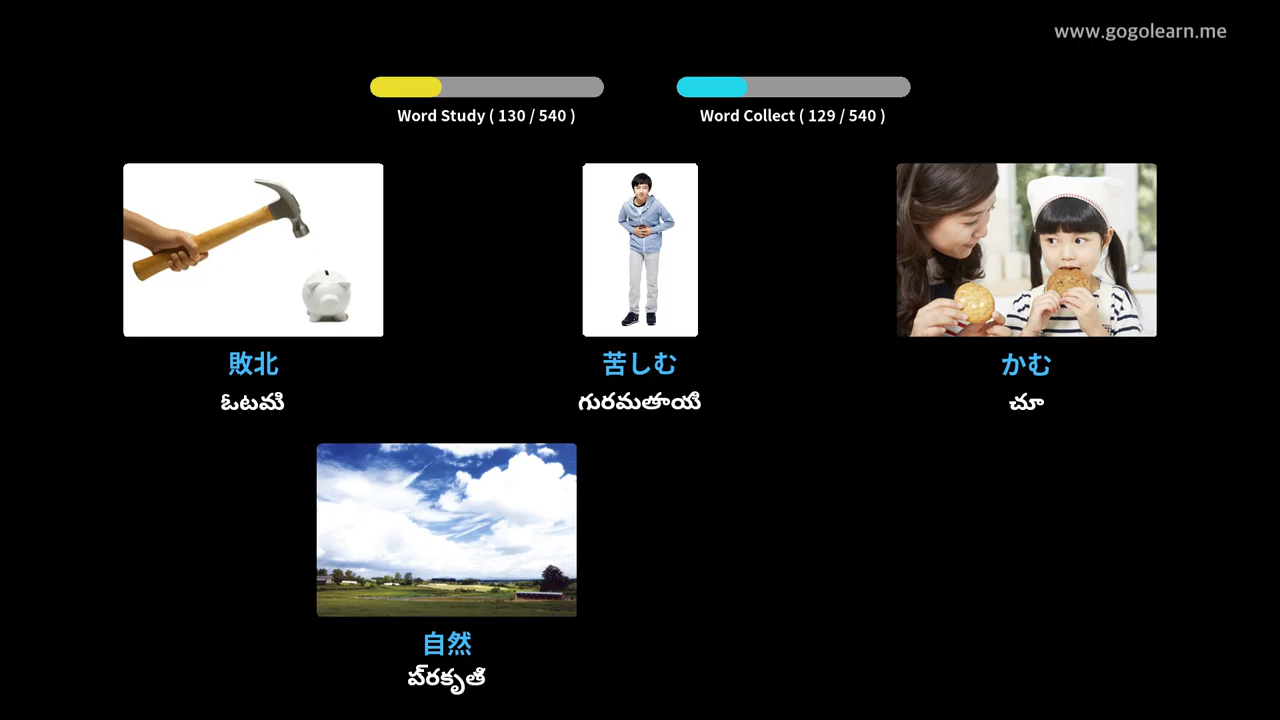 www.gogolearn.me
Word Study ( 130 / 540 )
Word Collect ( 129 / 540 )
敗北
ఓటమి
苦しむ
గురమతాయి
かむ
చూ
自然
ప్రకృతి